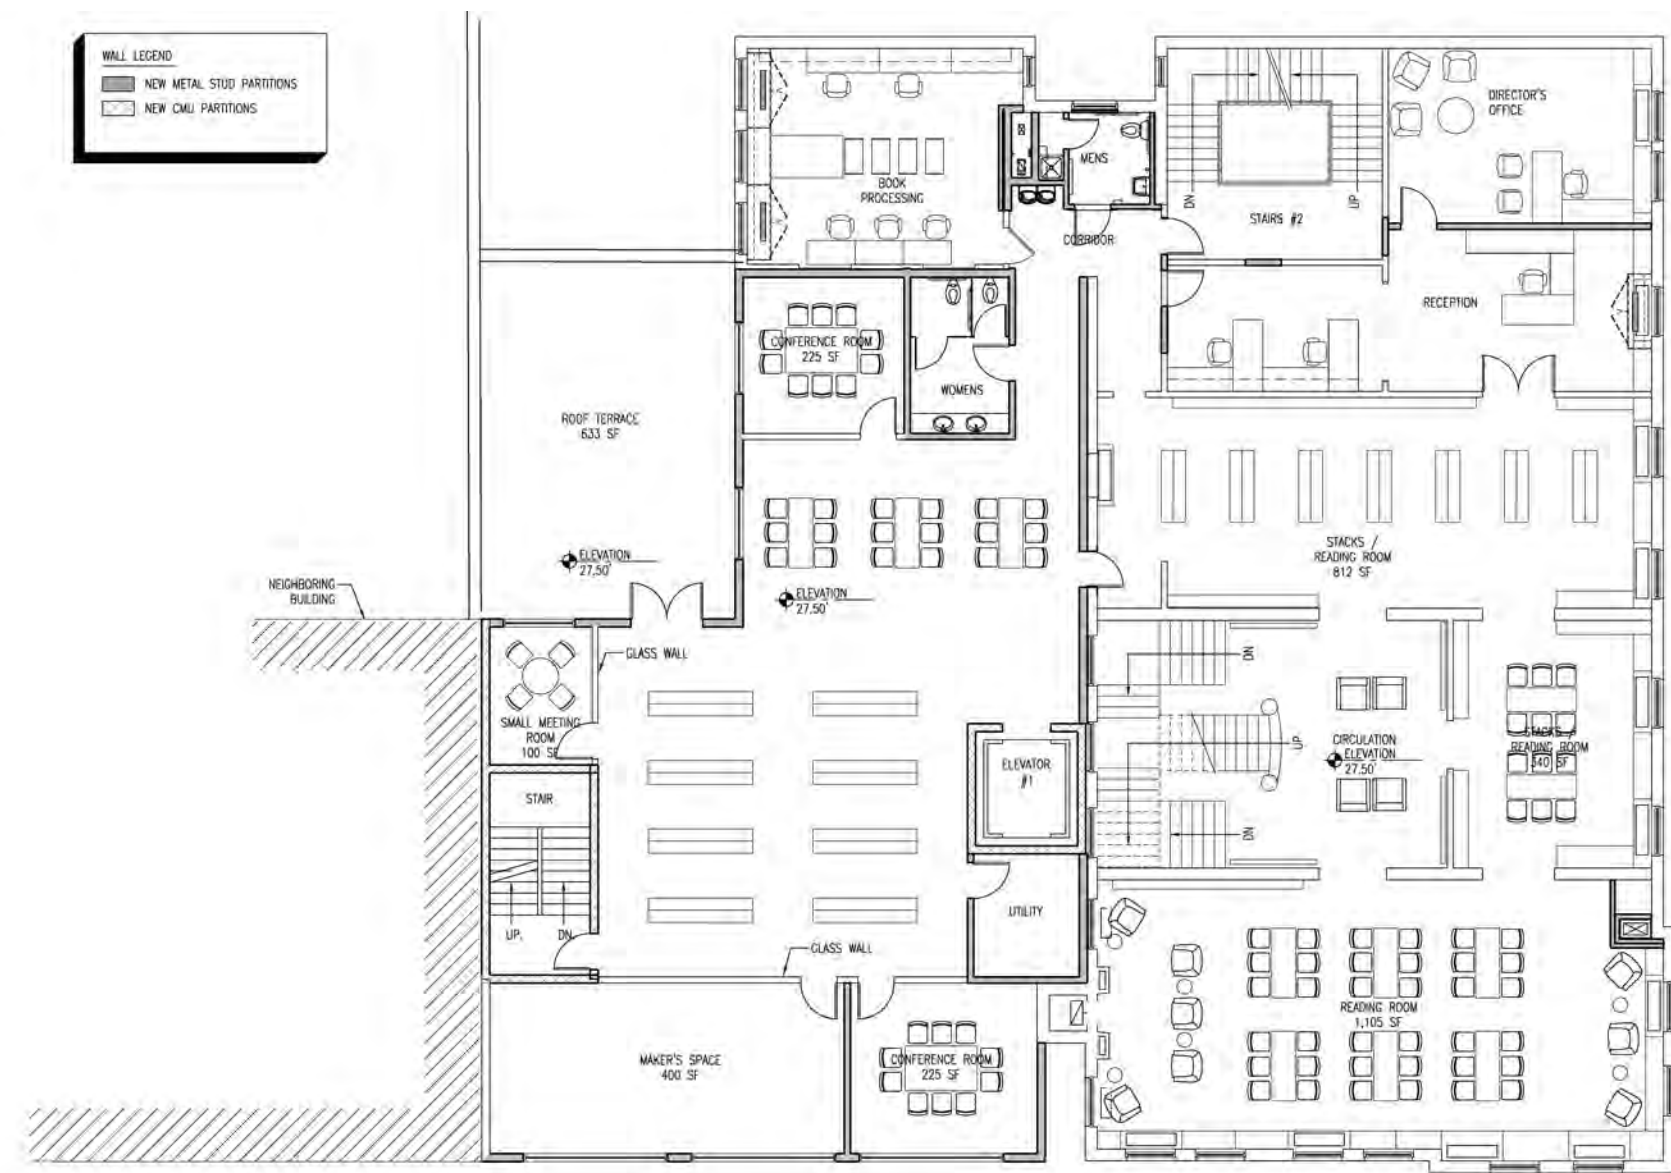 WALL LEGEND
NEW METAL STUD PARTITIONS
NEW CMU PARTITIONS
DIRECTOR'S
OFFICE
MENS
BOOK
PROCESSING
DN
UP
STAIRS #2
CORRIDOR
RECEPTION
CONFERENCE ROOM
225 SF
WOMENS
ROOF TERRACE
633 SF
STACKS /
READING ROOM
812 SF
ELEVATION
27.50'
ELEVATION
27.50'
NEIGHBORING
BUILDING
GLASS WALL
DN
SMALL MEETING
ROOM
100 SF
UP
CIRCULATION
ELEVATION
27.50'
STACKS /
READING ROOM
340 SF
ELEVATOR
#1
STAIR
DN
UTILITY
UP.
DN.
GLASS WALL
READING ROOM
1,105 SF
MAKER'S SPACE
400 SF
CONFERENCE ROOM
225 SF